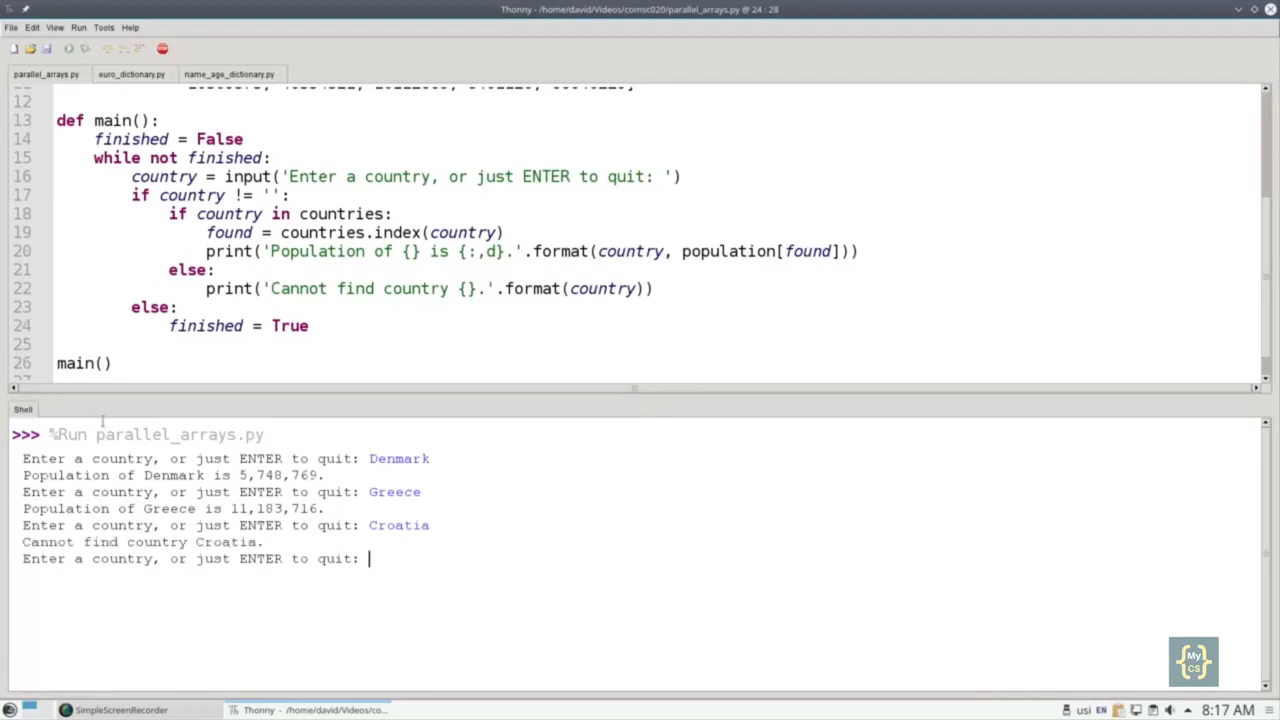 Thonny - /home/david/Videos/comsc020/parallel_arrays.py @ 24 : 28
File Edit View Run Tools Help
parallel_arrays.py euro_dictionary.py name_age_dictionary.py
12
13 def main():
14 finished = False
15 while not finished:
16 country = input('Enter a country, or just ENTER to quit: ')
17 if country != '':
18 if country in countries:
19 found = countries.index(country)
20 print('Population of {} is {:,d}.'.format(country, population[found]))
21 else:
22 print('Cannot find country {}.'.format(country))
23 else:
24 finished = True
25
26 main()
Shell
>>> %Run parallel_arrays.py
Enter a country, or just ENTER to quit: Denmark
Population of Denmark is 5,748,769.
Enter a country, or just ENTER to quit: Greece
Population of Greece is 11,183,716.
Enter a country, or just ENTER to quit: Croatia
Cannot find country Croatia.
Enter a country, or just ENTER to quit:
{My CS}
SimpleScreenRecorder Thonny - /home/david/Videos/co... usi EN 8:17 AM